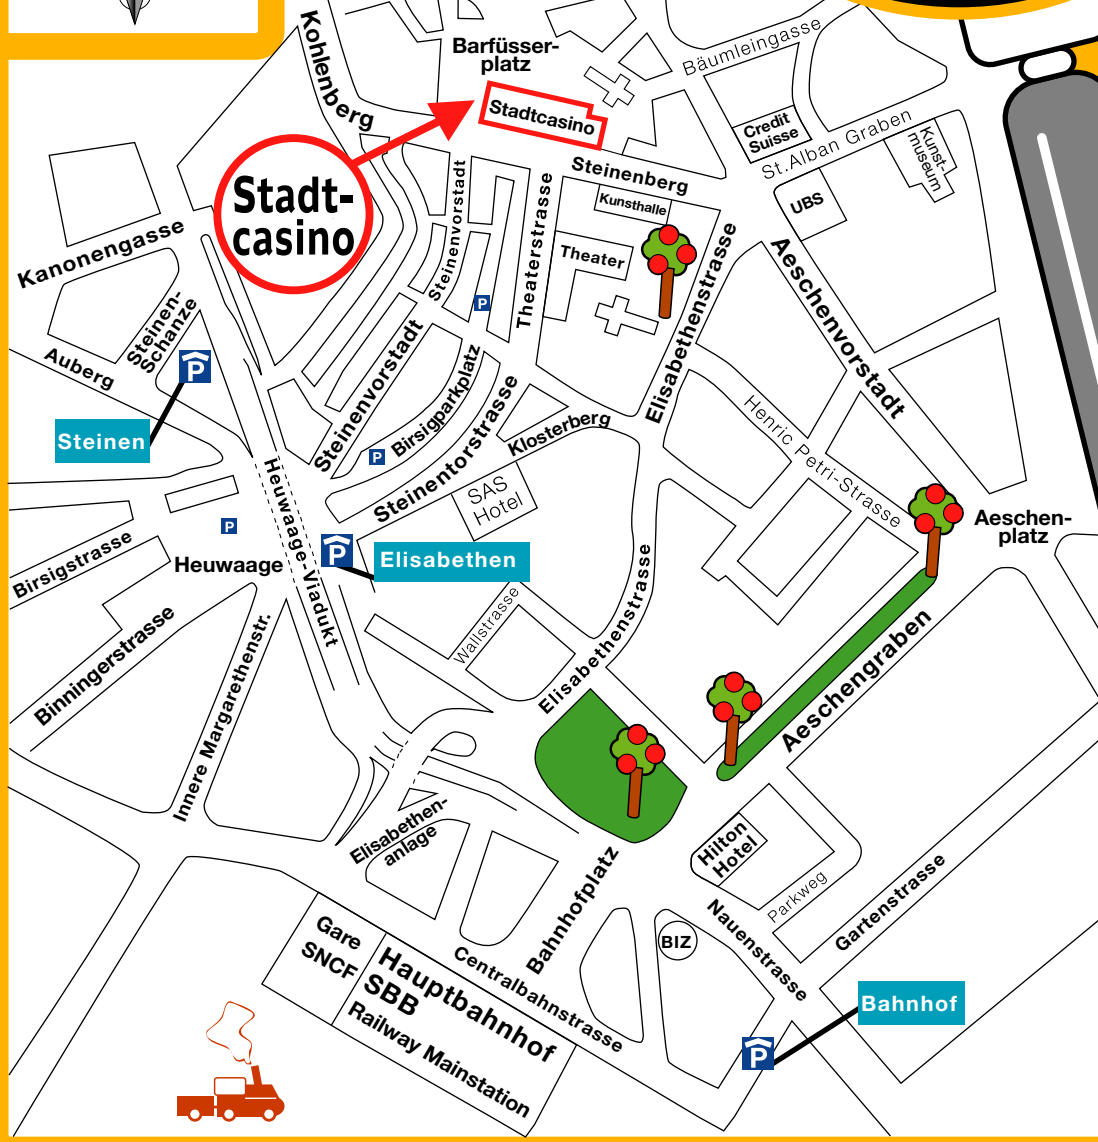 Kohlenberg
Barfüsser-
platz
Bäumleingasse
Stadtcasino
Credit
Suisse
St.Alban Graben
Kunst-
museum
Stadt-
casino
Steinenberg
Kunsthalle
UBS
Kanonengasse
Steinenvorstadt
Theaterstrasse
Theater
Elisabethenstrasse
Aeschenvorstadt
Steinen-
Schanze
P
Auberg
P
Steinen
Steinenvorstadt
Birsigparkplatz
P
Steinentorstrasse
Klosterberg
Henric Petri-Strasse
SAS
Hotel
Heuwaage-Viadukt
P
Heuwaage
P
Elisabethen
Aeschen-
platz
Birsigstrasse
Binningerstrasse
Innere Margarethenstr.
Wallstrasse
Elisabethenstrasse
Elisabethenstrasse
Aeschengraben
Elisabethen-
anlage
Hilton
Hotel
Parkweg
Gartenstrasse
Bahnhofplatz
Nauenstrasse
BIZ
Centralbahnstrasse
Gare
SNCF
Hauptbahnhof
SBB
Railway Mainstation
Bahnhof
P